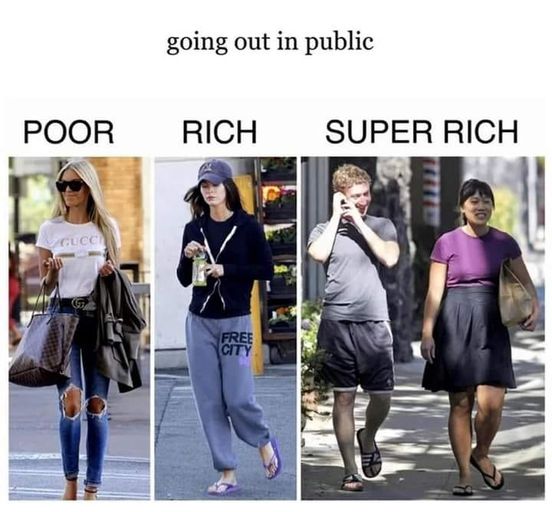 going out in public
POOR
RICH
SUPER RICH
GUCCI
FREE
CITY